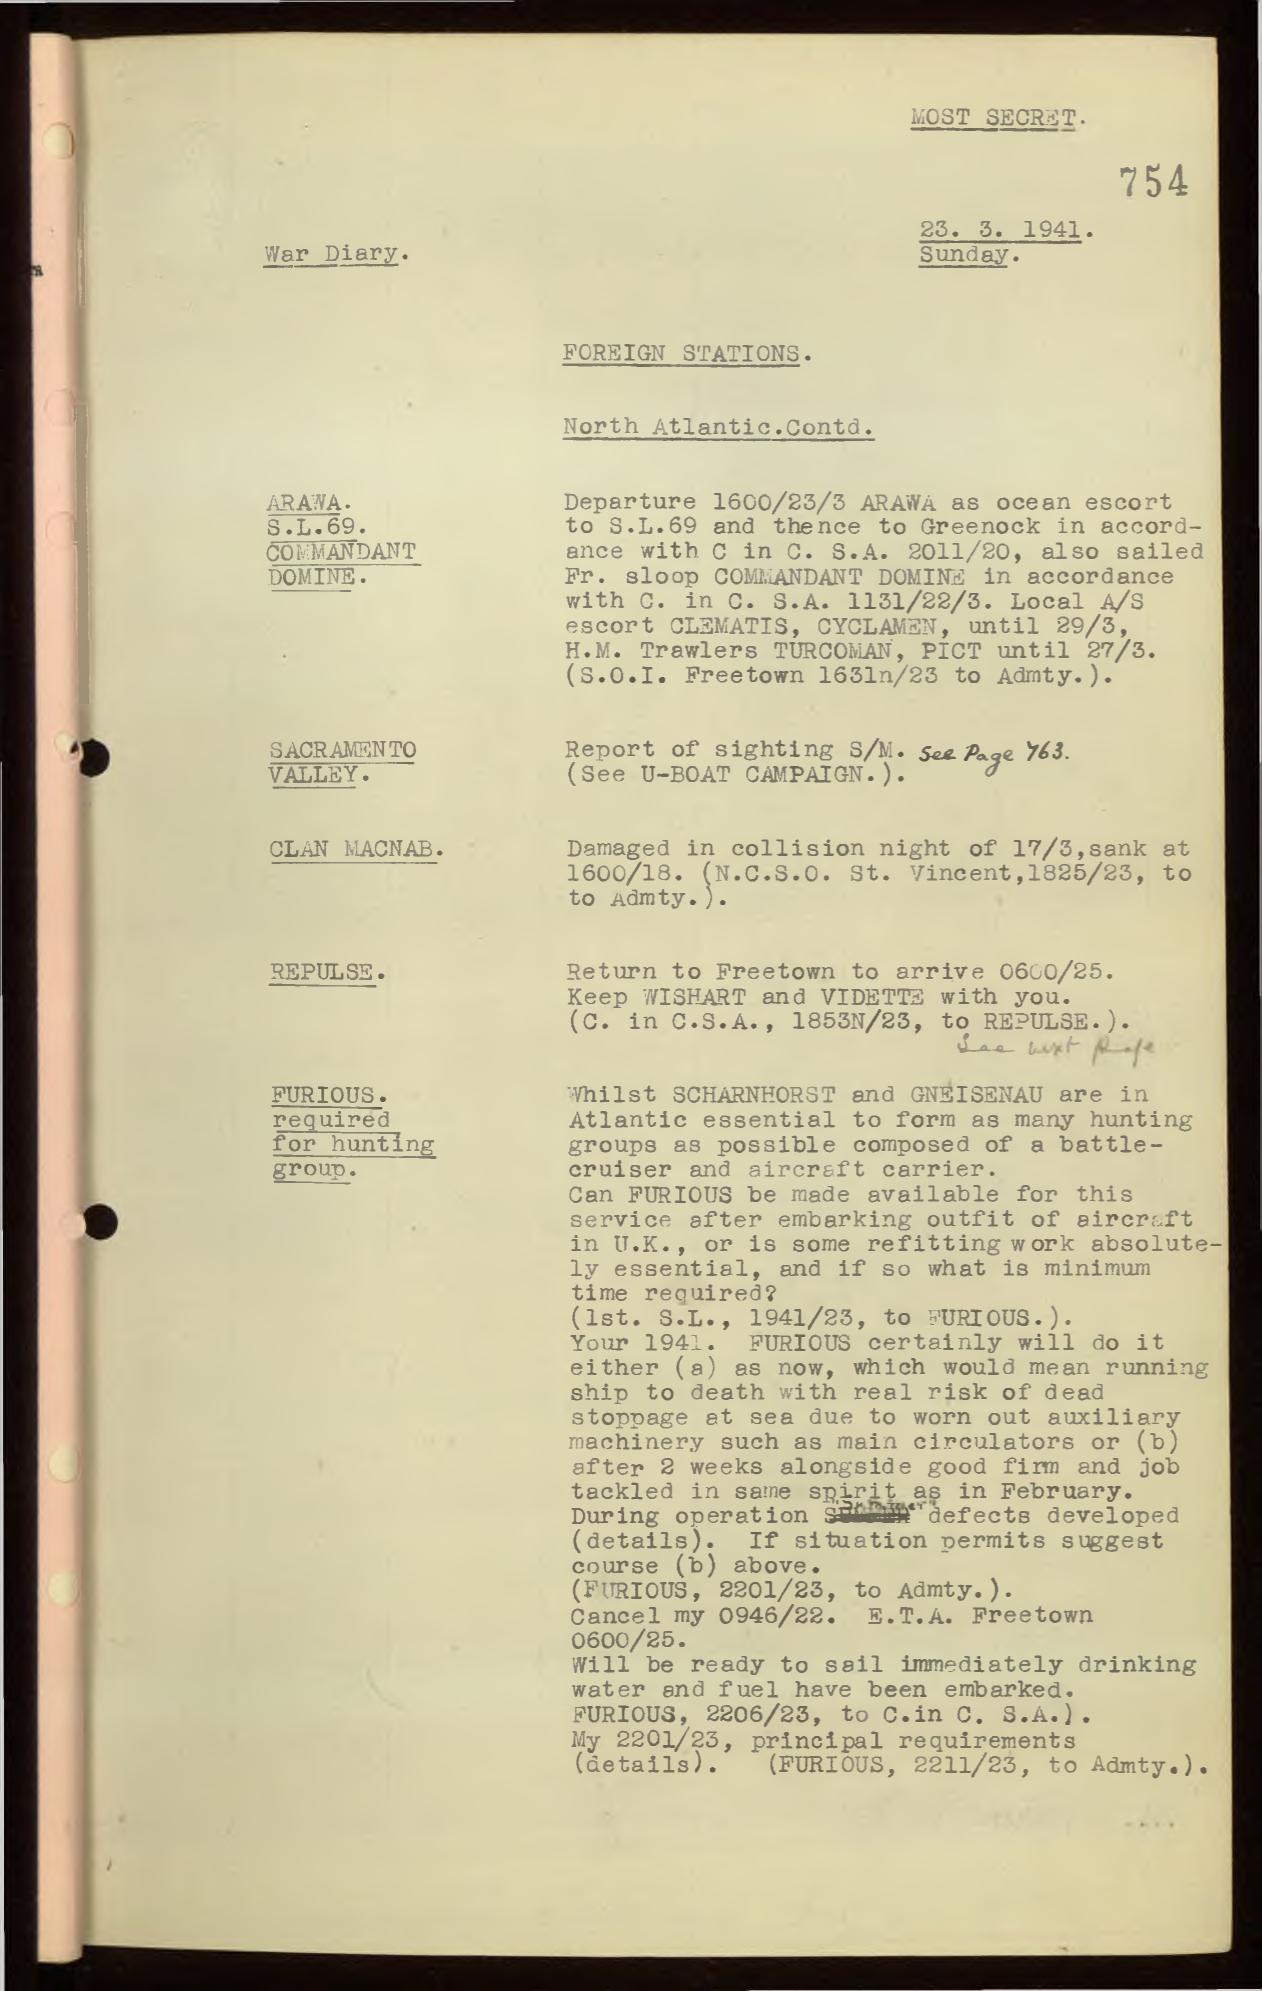 MOST SECRET.
754
23. 3. 1941.
Sunday.
War Diary.
FOREIGN STATIONS.
North Atlantic.Contd.
ARAWA.
S.L.69.
COMMANDANT
DOMINE.
Departure 1600/23/3 ARAWA as ocean escort
to S.L.69 and thence to Greenock in accord-
ance with C in C. S.A. 2011/20, also sailed
Fr. sloop COMMANDANT DOMINE in accordance
with C. in C. S.A. 1131/22/3. Local A/S
escort CLEMATIS, CYCLAMEN, until 29/3,
H.M. Trawlers TURCOMAN, PICT until 27/3.
(S.O.I. Freetown 1631n/23 to Admty.).
SACRAMENTO
VALLEY.
Report of sighting S/M. See Page 763.
(See U-BOAT CAMPAIGN.).
CLAN MACNAB.
Damaged in collision night of 17/3,sank at
1600/18. (N.C.S.O. St. Vincent,1825/23, to
to Admty.).
REPULSE.
Return to Freetown to arrive 0600/25.
Keep WISHART and VIDETTE with you.
(C. in C.S.A., 1853N/23, to REPULSE.).
See next Page
FURIOUS.
required
for hunting
group.
Whilst SCHARNHORST and GNEISENAU are in
Atlantic essential to form as many hunting
groups as possible composed of a battle-
cruiser and aircraft carrier.
Can FURIOUS be made available for this
service after embarking outfit of aircraft
in U.K., or is some refitting work absolute-
ly essential, and if so what is minimum
time required?
(1st. S.L., 1941/23, to FURIOUS.).
Your 1941. FURIOUS certainly will do it
either (a) as now, which would mean running
ship to death with real risk of dead
stoppage at sea due to worn out auxiliary
machinery such as main circulators or (b)
after 2 weeks alongside good firm and job
tackled in same spirit as in February.
During operation defects developed
(details). If situation permits suggest
course (b) above.
(FURIOUS, 2201/23, to Admty.).
Cancel my 0946/22. E.T.A. Freetown
0600/25.
Will be ready to sail immediately drinking
water and fuel have been embarked.
FURIOUS, 2206/23, to C.in C. S.A.).
My 2201/23, principal requirements
(details). (FURIOUS, 2211/23, to Admty.).
....